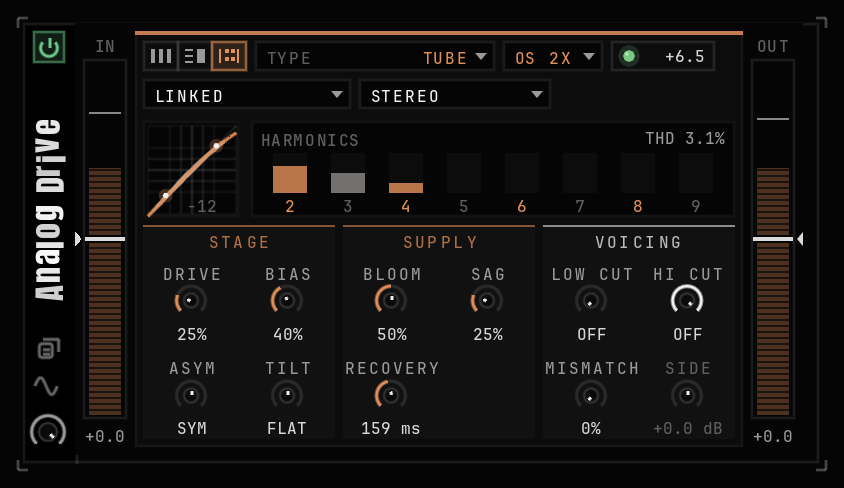 IN
TYPE TUBE
OS 2X
+6.5
OUT
LINKED
STEREO
Analog Drive
-12
HARMONICS
THD 3.1%
2 3 4 5 6 7 8 9
STAGE
SUPPLY
VOICING
DRIVE BIAS BLOOM SAG LOW CUT HI CUT
25% 40% 50% 25% OFF OFF
ASYM TILT RECOVERY MISMATCH SIDE
SYM FLAT 159 ms 0% +0.0 dB
+0.0
+0.0